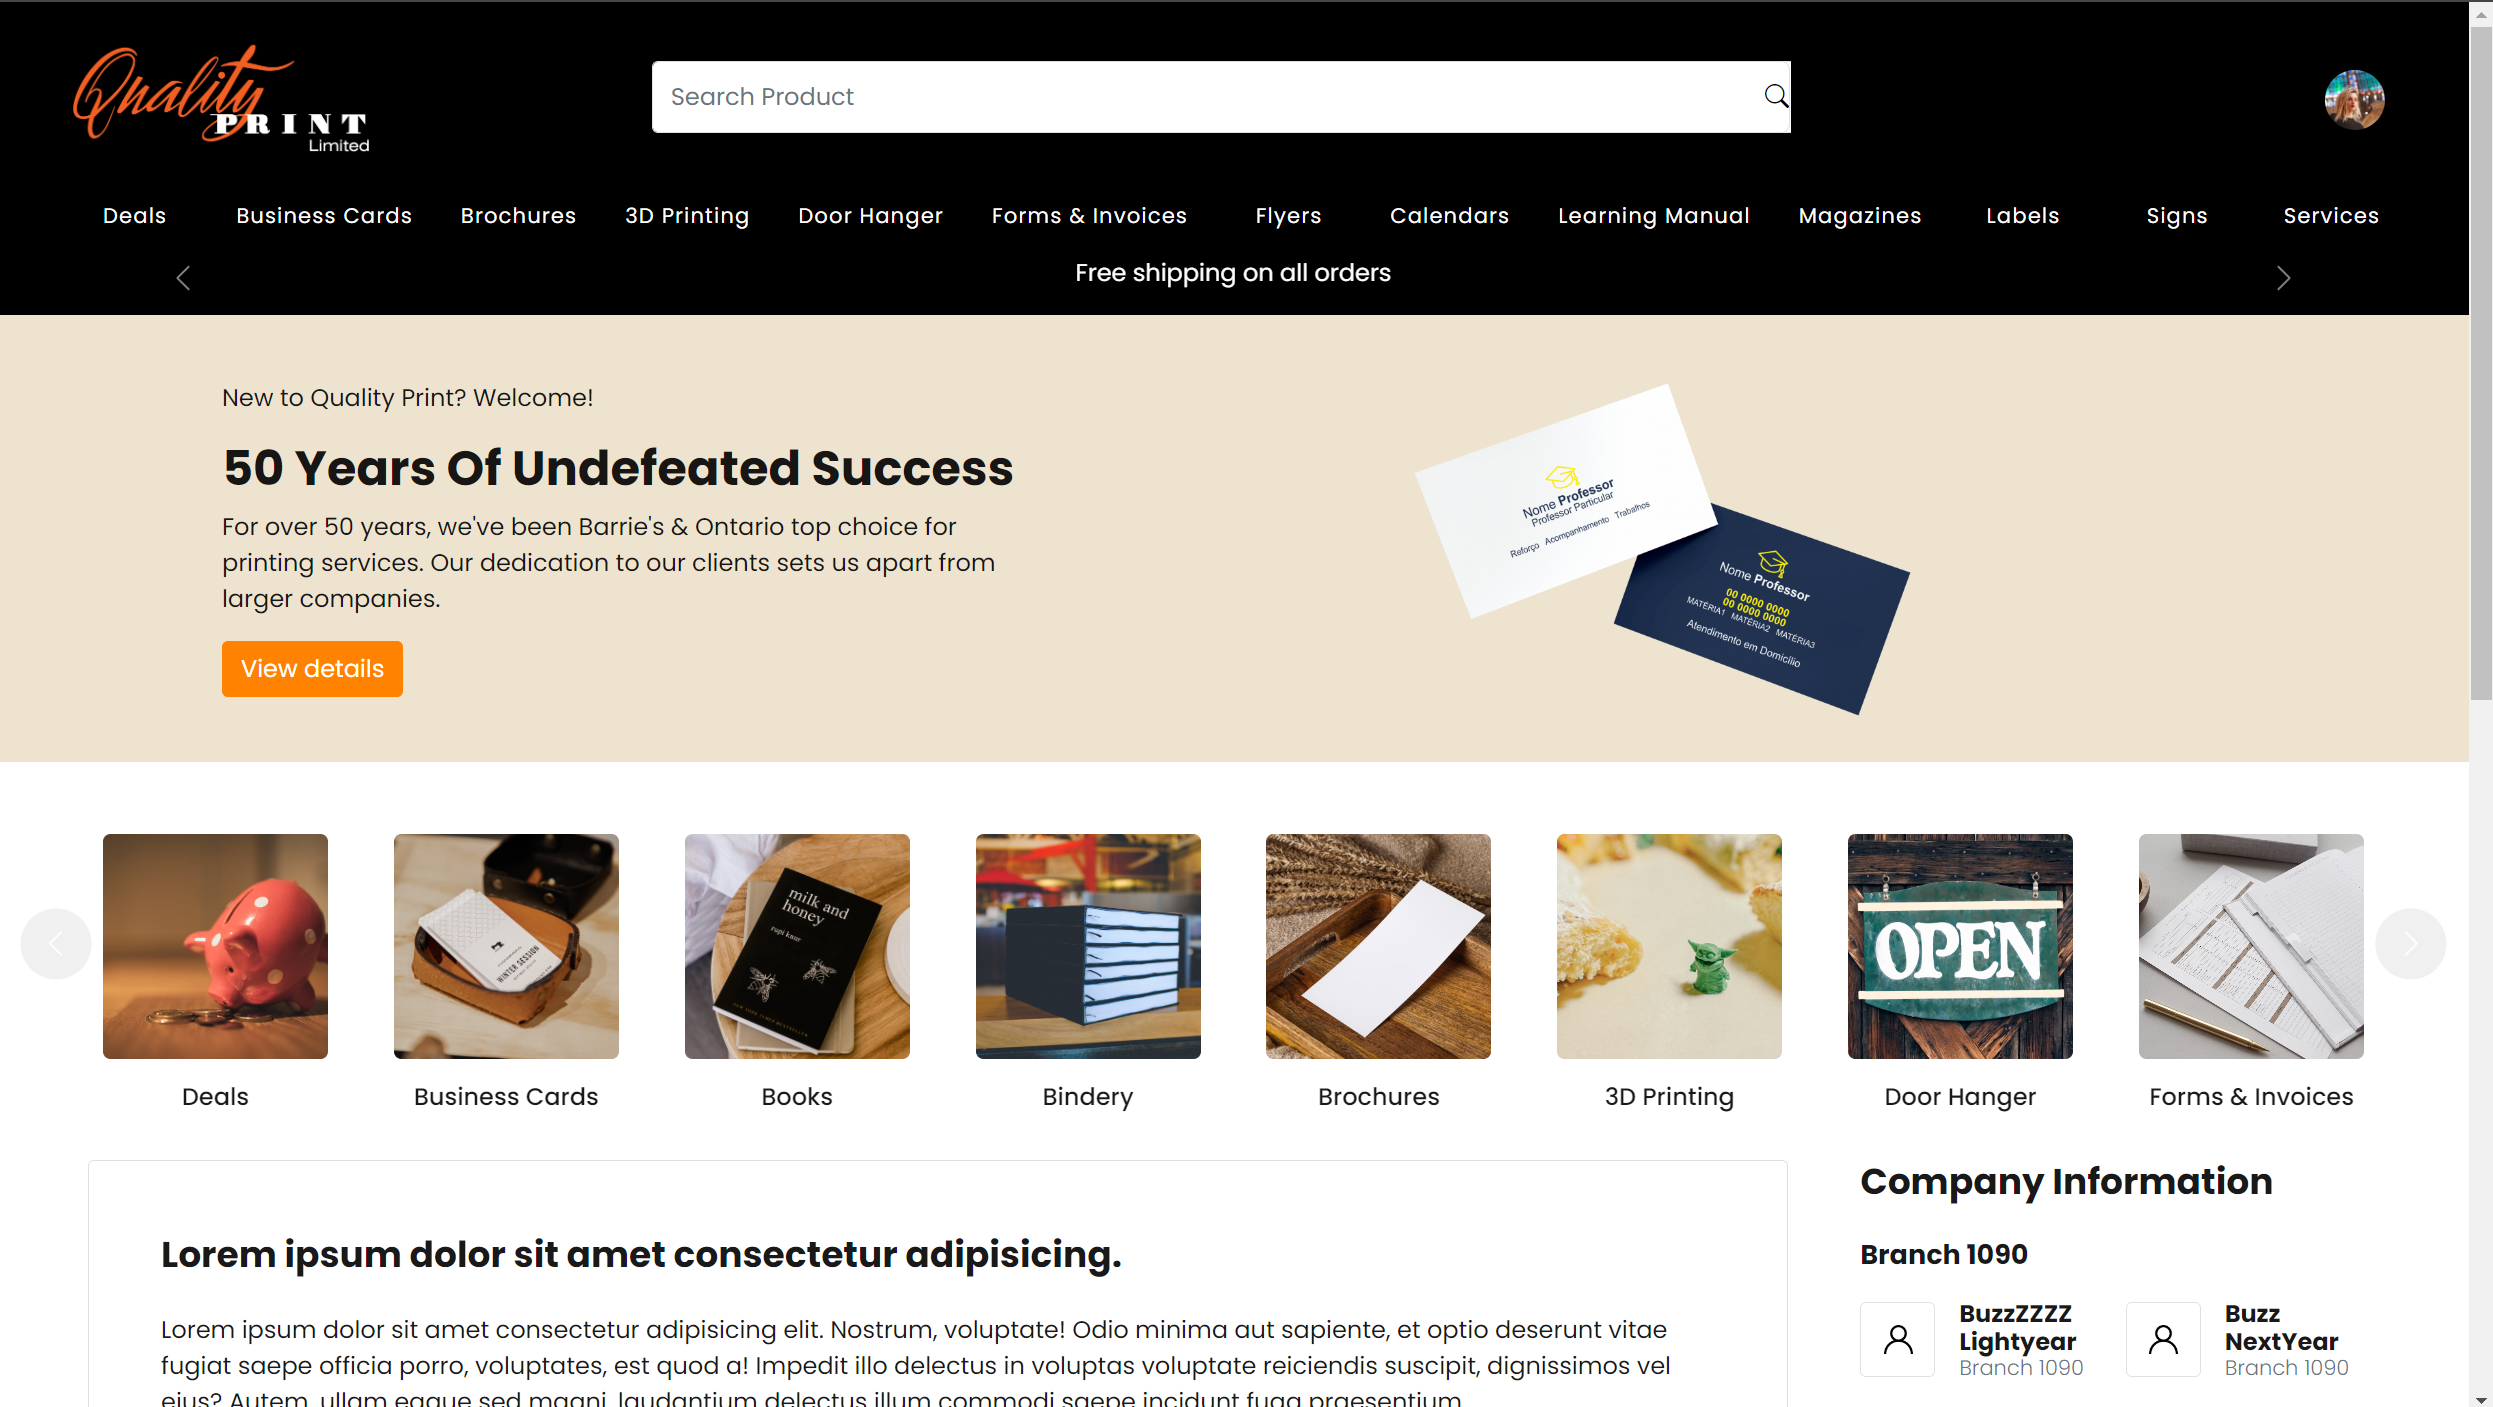 Quality
PRINT
Limited
Search Product
Deals
Business Cards
Brochures
3D Printing
Door Hanger
Forms & Invoices
Flyers
Calendars
Learning Manual
Magazines
Labels
Signs
Services
Free shipping on all orders
New to Quality Print? Welcome!
50 Years Of Undefeated Success
For over 50 years, we've been Barrie's & Ontario top choice for
printing services. Our dedication to our clients sets us apart from
larger companies.
View details
Nome Professor
Professor Particular
Reforço Acompanhamento Trabalhos
Nome Professor
00 0000 0000
00 0000 0000
MATÉRIA1 MATÉRIA2 MATÉRIA3
Atendimento em Domicílio
WINTER SESSION
milk and
honey
rupi kaur
OPEN
Deals
Business Cards
Books
Bindery
Brochures
3D Printing
Door Hanger
Forms & Invoices
Lorem ipsum dolor sit amet consectetur adipisicing.
Lorem ipsum dolor sit amet consectetur adipisicing elit. Nostrum, voluptate! Odio minima aut sapiente, et optio deserunt vitae
fugiat saepe officia porro, voluptates, est quod a! Impedit illo delectus in voluptas voluptate reiciendis suscipit, dignissimos vel
eius? Autem, ullam eaque sed magni, laudantium delectus illum commodi saepe incidunt fuga praesentium
Company Information
Branch 1090
BuzzZZZZ
Lightyear
Branch 1090
Buzz
NextYear
Branch 1090